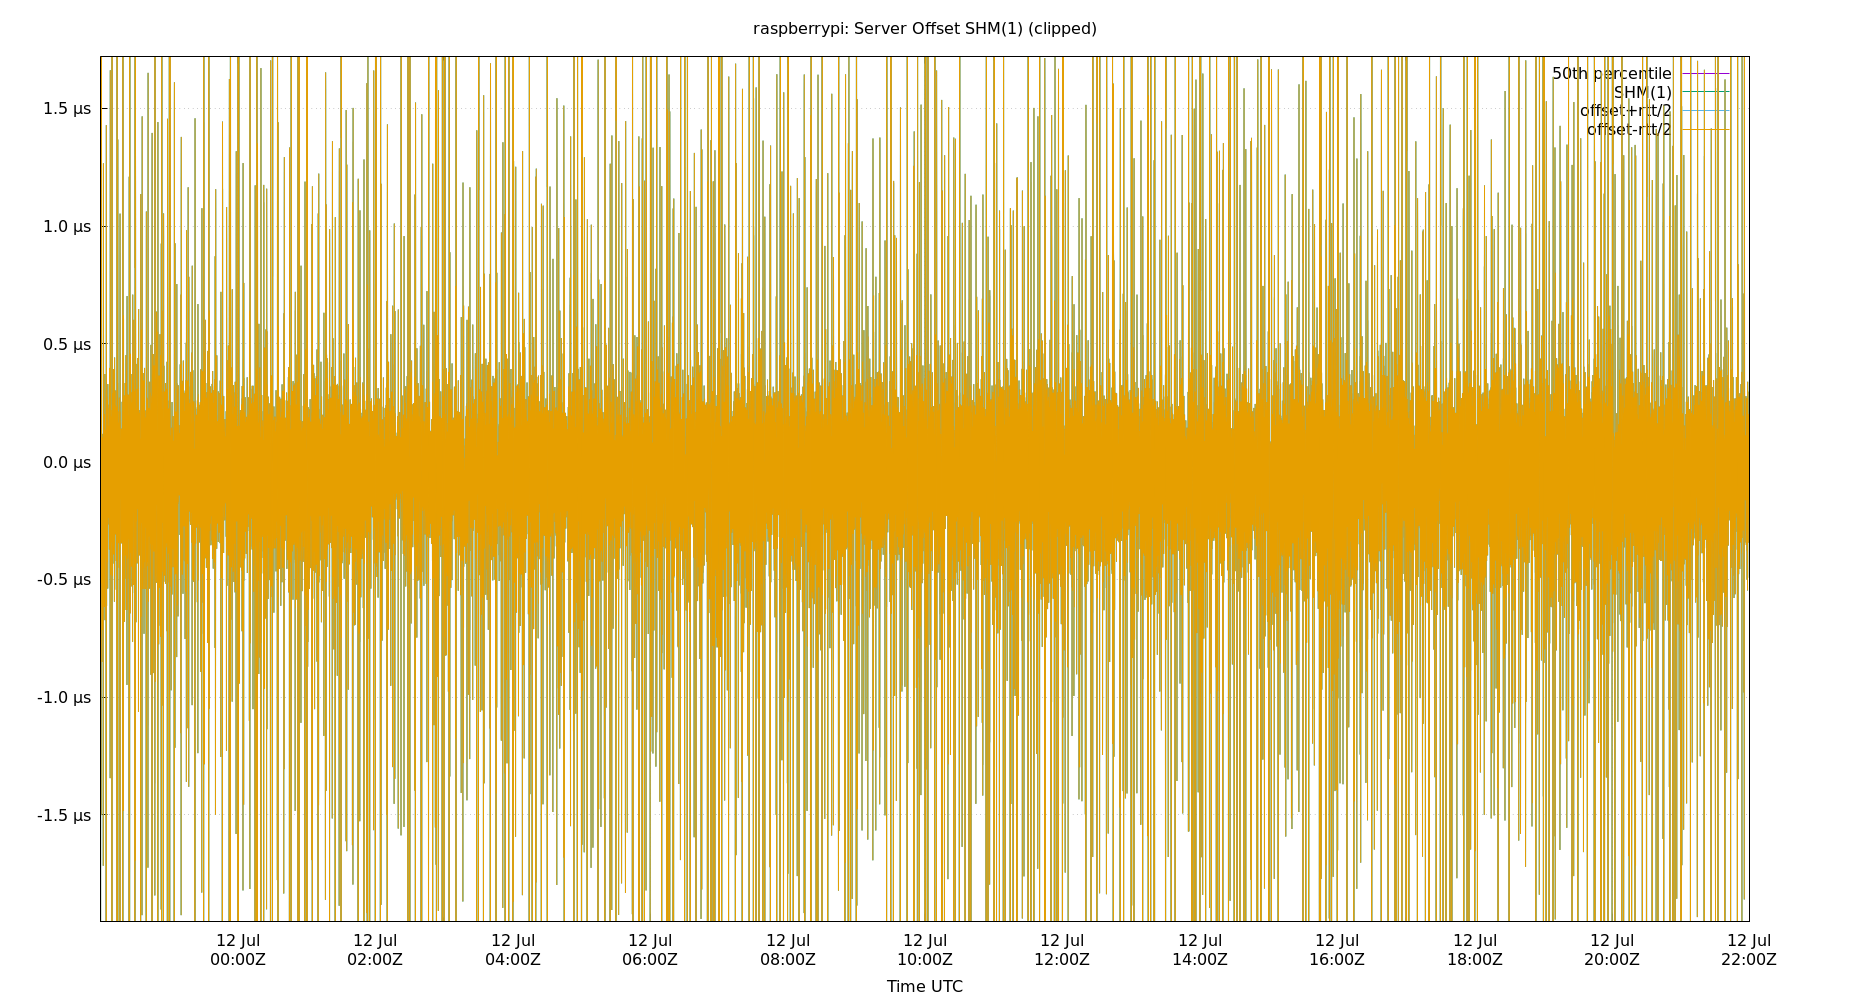 raspberrypi: Server Offset SHM(1) (clipped)
50th percentile
SHM(1)
offset+rtt/2
offset-rtt/2
1.5 µs
1.0 µs
0.5 µs
0.0 µs
-0.5 µs
-1.0 µs
-1.5 µs
12 Jul 12 Jul 12 Jul 12 Jul 12 Jul 12 Jul 12 Jul 12 Jul 12 Jul 12 Jul 12 Jul 12 Jul
00:00Z 02:00Z 04:00Z 06:00Z 08:00Z 10:00Z 12:00Z 14:00Z 16:00Z 18:00Z 20:00Z 22:00Z
Time UTC